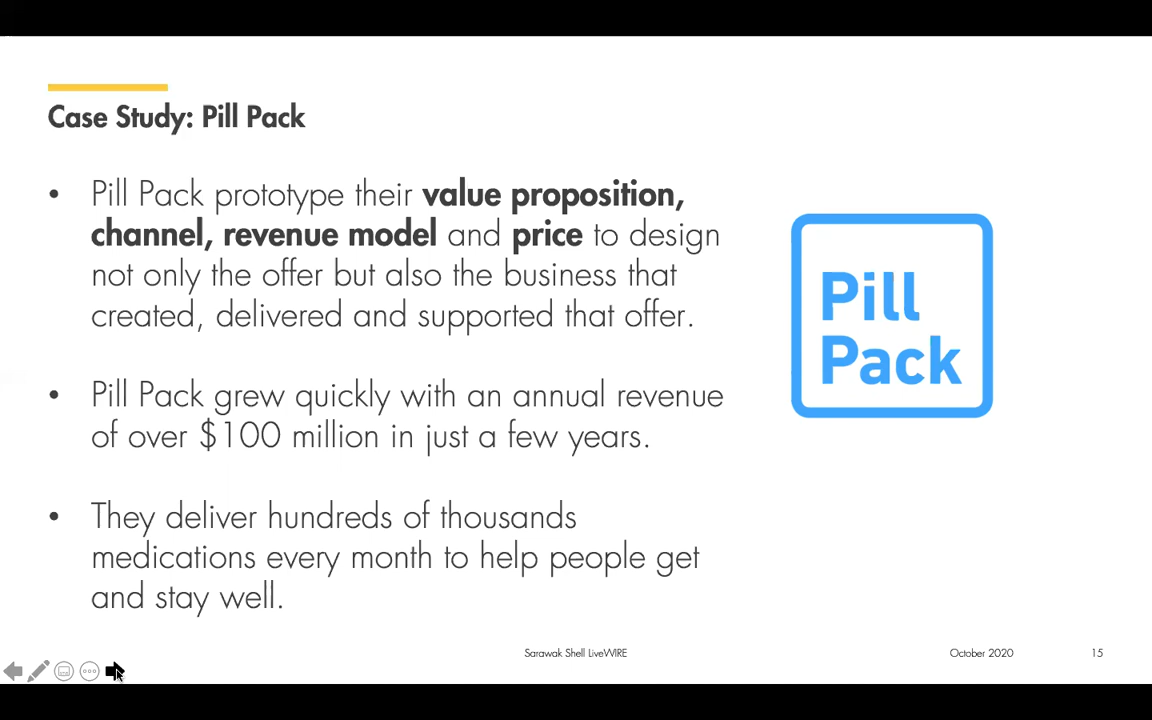 Case Study: Pill Pack
• Pill Pack prototype their value proposition,
channel, revenue model and price to design
not only the offer but also the business that
created, delivered and supported that offer.
• Pill Pack grew quickly with an annual revenue
of over $100 million in just a few years.
• They deliver hundreds of thousands
medications every month to help people get
and stay well.
Pill
Pack
Sarawak Shell LiveWIRE
October 2020
15